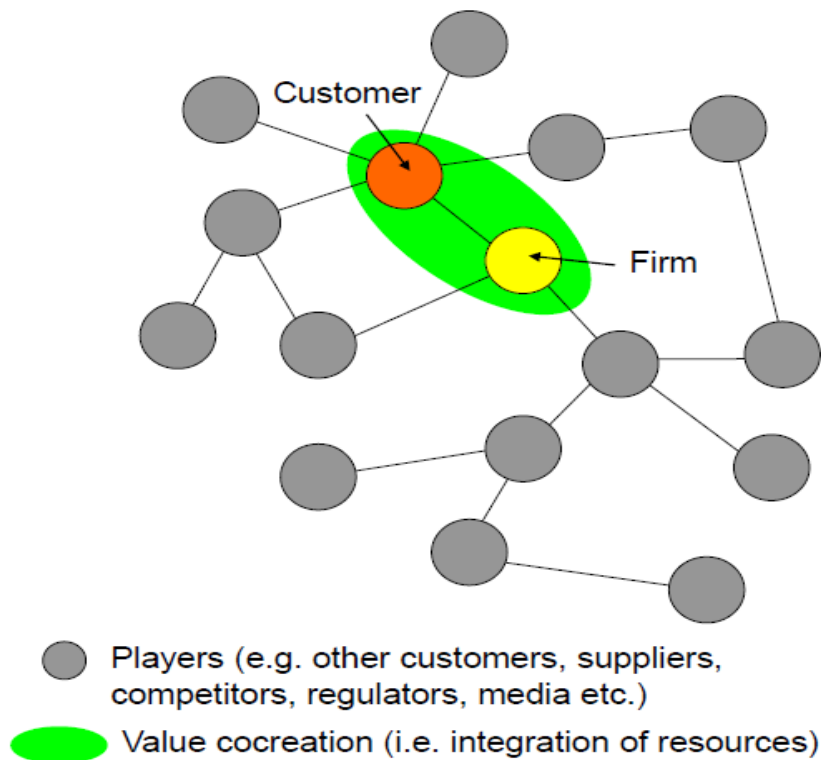 Customer
Firm
Players (e.g. other customers, suppliers,
competitors, regulators, media etc.)
Value cocreation (i.e. integration of resources)